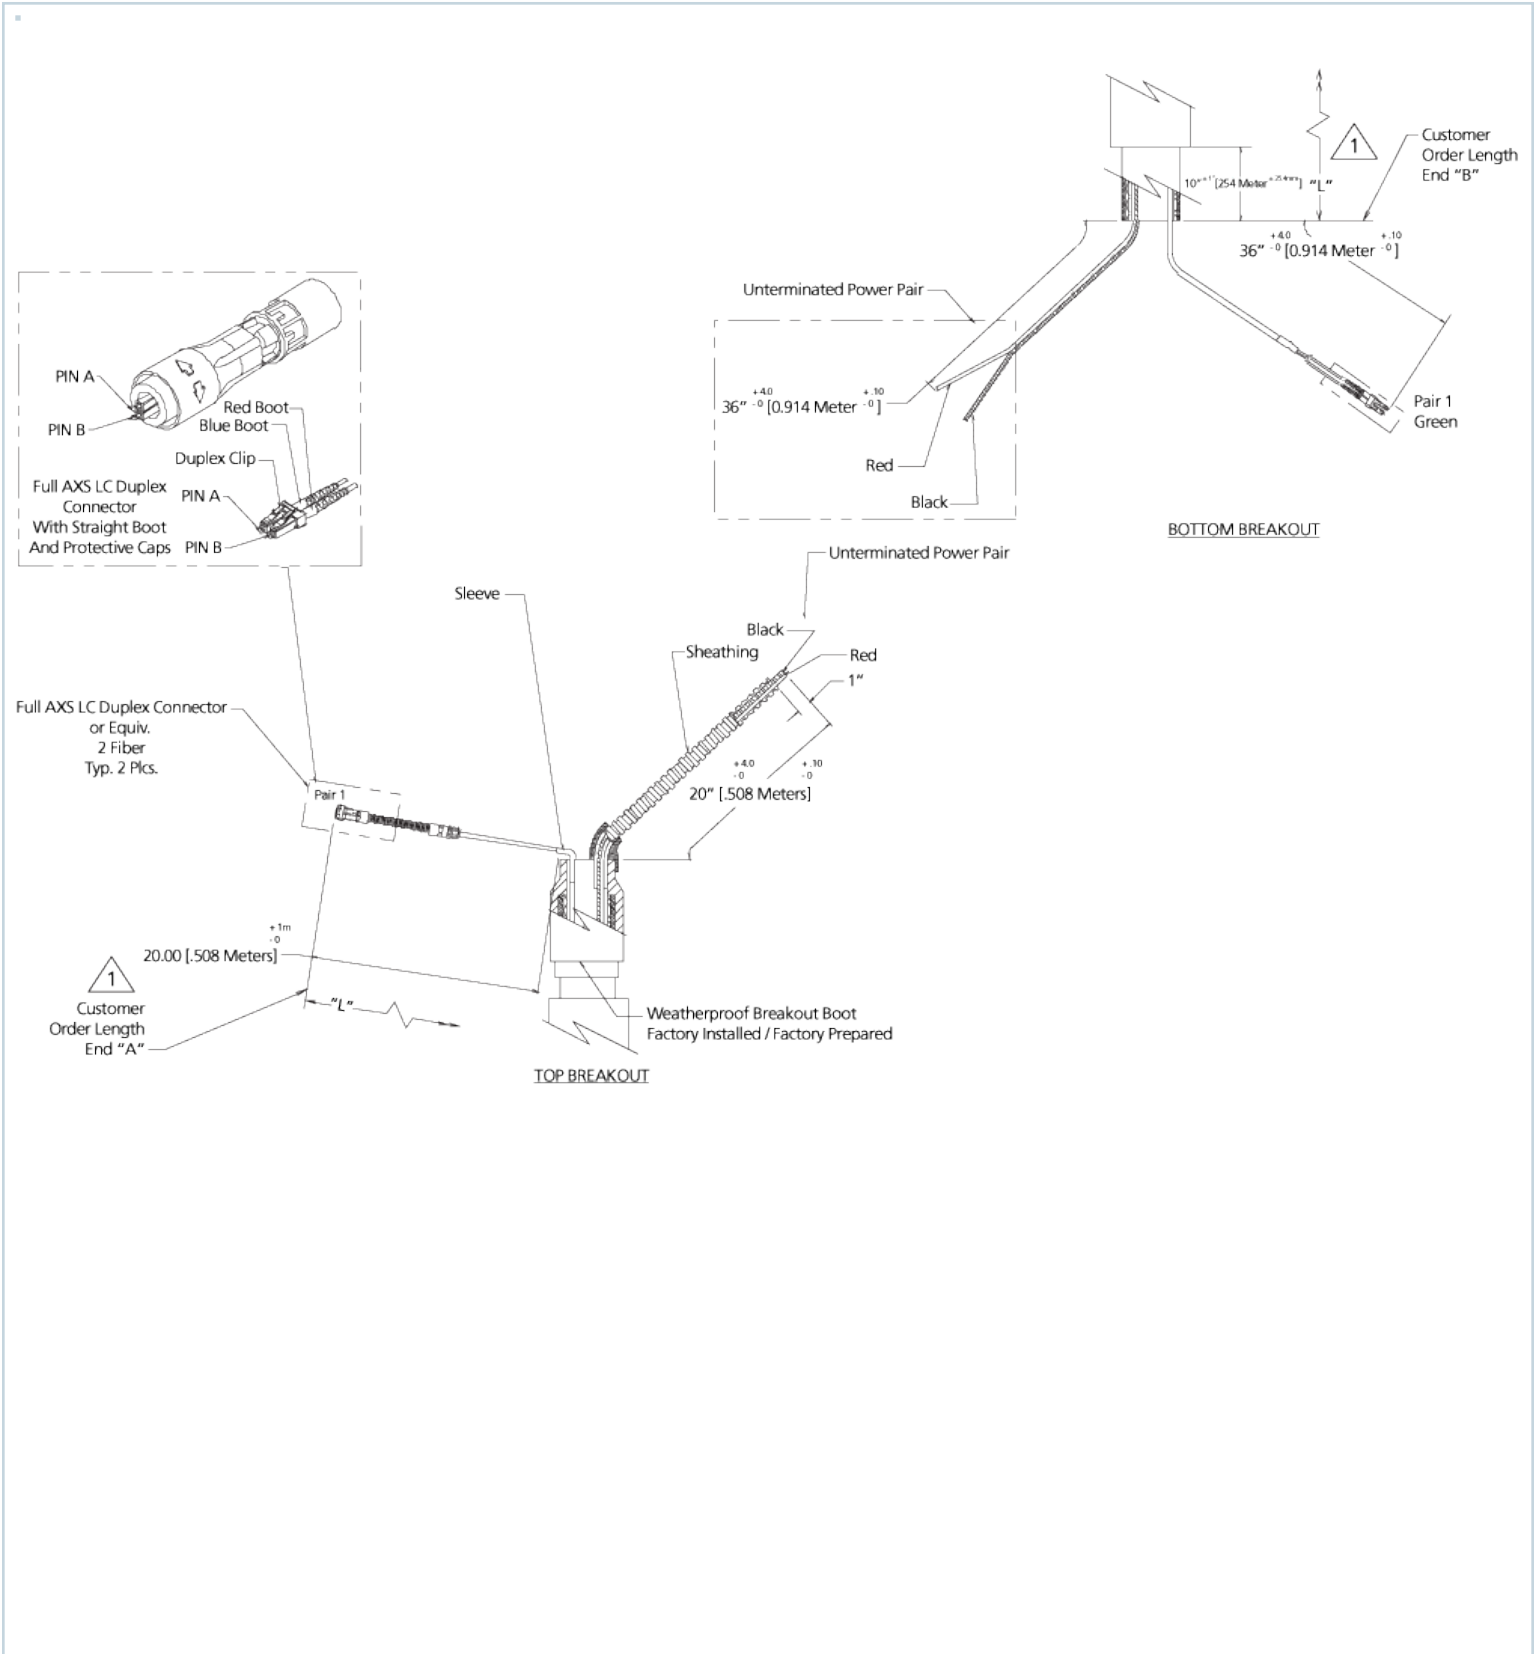 1
Customer
Order Length
End "B"
10" ± 1" [254 Meter ± 25.4mm]
"L"
+ 4.0 + .10
36" - 0 [0.914 Meter - 0 ]
Unterminated Power Pair
+ 4.0 + .10
36" - 0 [0.914 Meter - 0 ]
Red
Black
Pair 1
Green
BOTTOM BREAKOUT
PIN A
PIN B
Red Boot
Blue Boot
Duplex Clip
PIN A
PIN B
Full AXS LC Duplex
Connector
With Straight Boot
And Protective Caps
Unterminated Power Pair
Sleeve
Black
Sheathing
Red
1"
Full AXS LC Duplex Connector
or Equiv.
2 Fiber
Typ. 2 Plcs.
Pair 1
+ 4.0 + .10
- 0 - 0
20" [.508 Meters]
+ 1m
- 0
20.00 [.508 Meters]
1
Customer
Order Length
End "A"
"L"
Weatherproof Breakout Boot
Factory Installed / Factory Prepared
TOP BREAKOUT